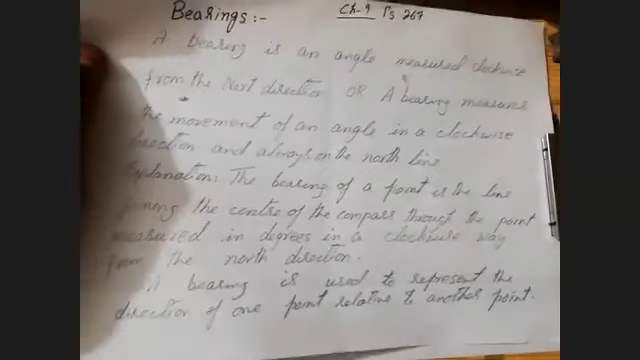 Bearings:-
Ch-9 Pg 267
A bearing is an angle measured clockwise
from the Nort direction OR A bearing measures
the movement of an angle in a clockwise
direction and always on the north line
Explanation: The bearing of a point is the line
joining the centre of the compass through the point
measured in degrees in a clockwise way
from the north direction.
A bearing is used to represent the
direction of one point relative to another point.